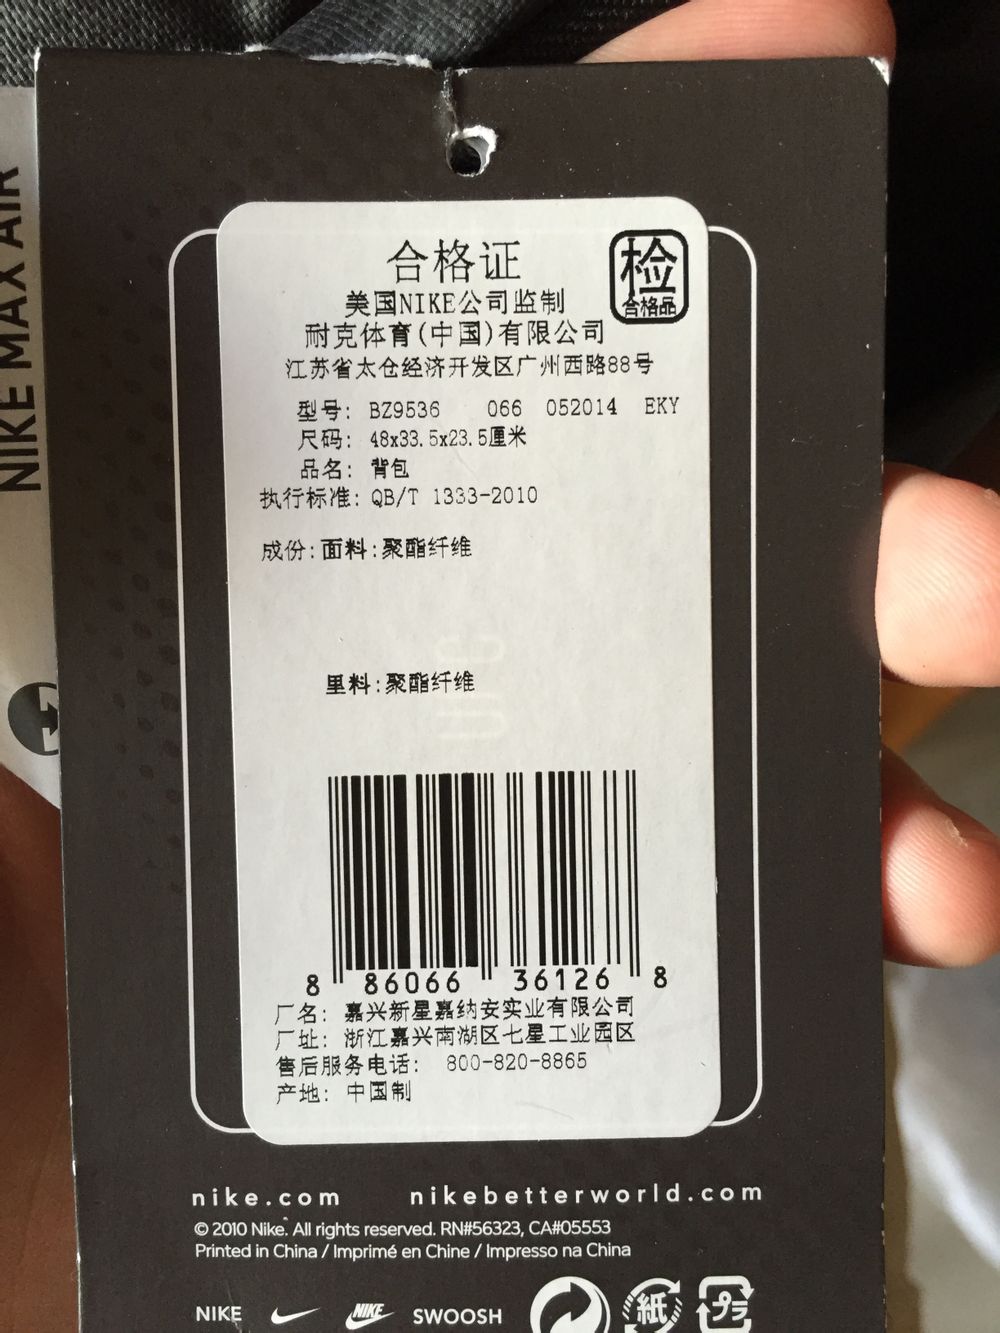 NIKE MAX AIR
合格证
检
合格品
美国NIKE公司监制
耐克体育(中国)有限公司
江苏省太仓经济开发区广州西路88号
型号: BZ9536 066 052014 EKY
尺码: 48x33.5x23.5厘米
品名: 背包
执行标准: QB/T 1333-2010
成份:面料:聚酯纤维
里料:聚酯纤维
8 86066 36126 8
厂名: 嘉兴新星嘉纳安实业有限公司
厂址: 浙江嘉兴南湖区七星工业园区
售后服务电话: 800-820-8865
产地: 中国制
nike.com nikebetterworld.com
© 2010 Nike. All rights reserved. RN#56323, CA#05553
Printed in China / Imprimé en Chine / Impresso na China
NIKE NIKE SWOOSH 紙 プラ